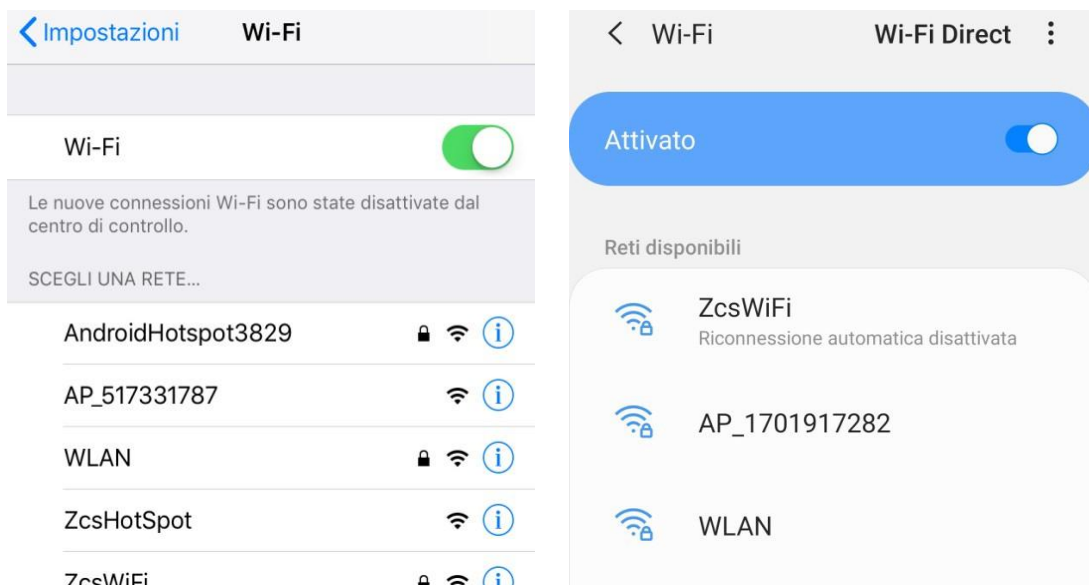 Impostazioni
Wi-Fi
Wi-Fi
Le nuove connessioni Wi-Fi sono state disattivate dal
centro di controllo.
SCEGLI UNA RETE...
AndroidHotspot3829
AP_517331787
WLAN
ZcsHotSpot
ZcsWiFi
Wi-Fi
Wi-Fi Direct
Attivato
Reti disponibili
ZcsWiFi
Riconnessione automatica disattivata
AP_1701917282
WLAN